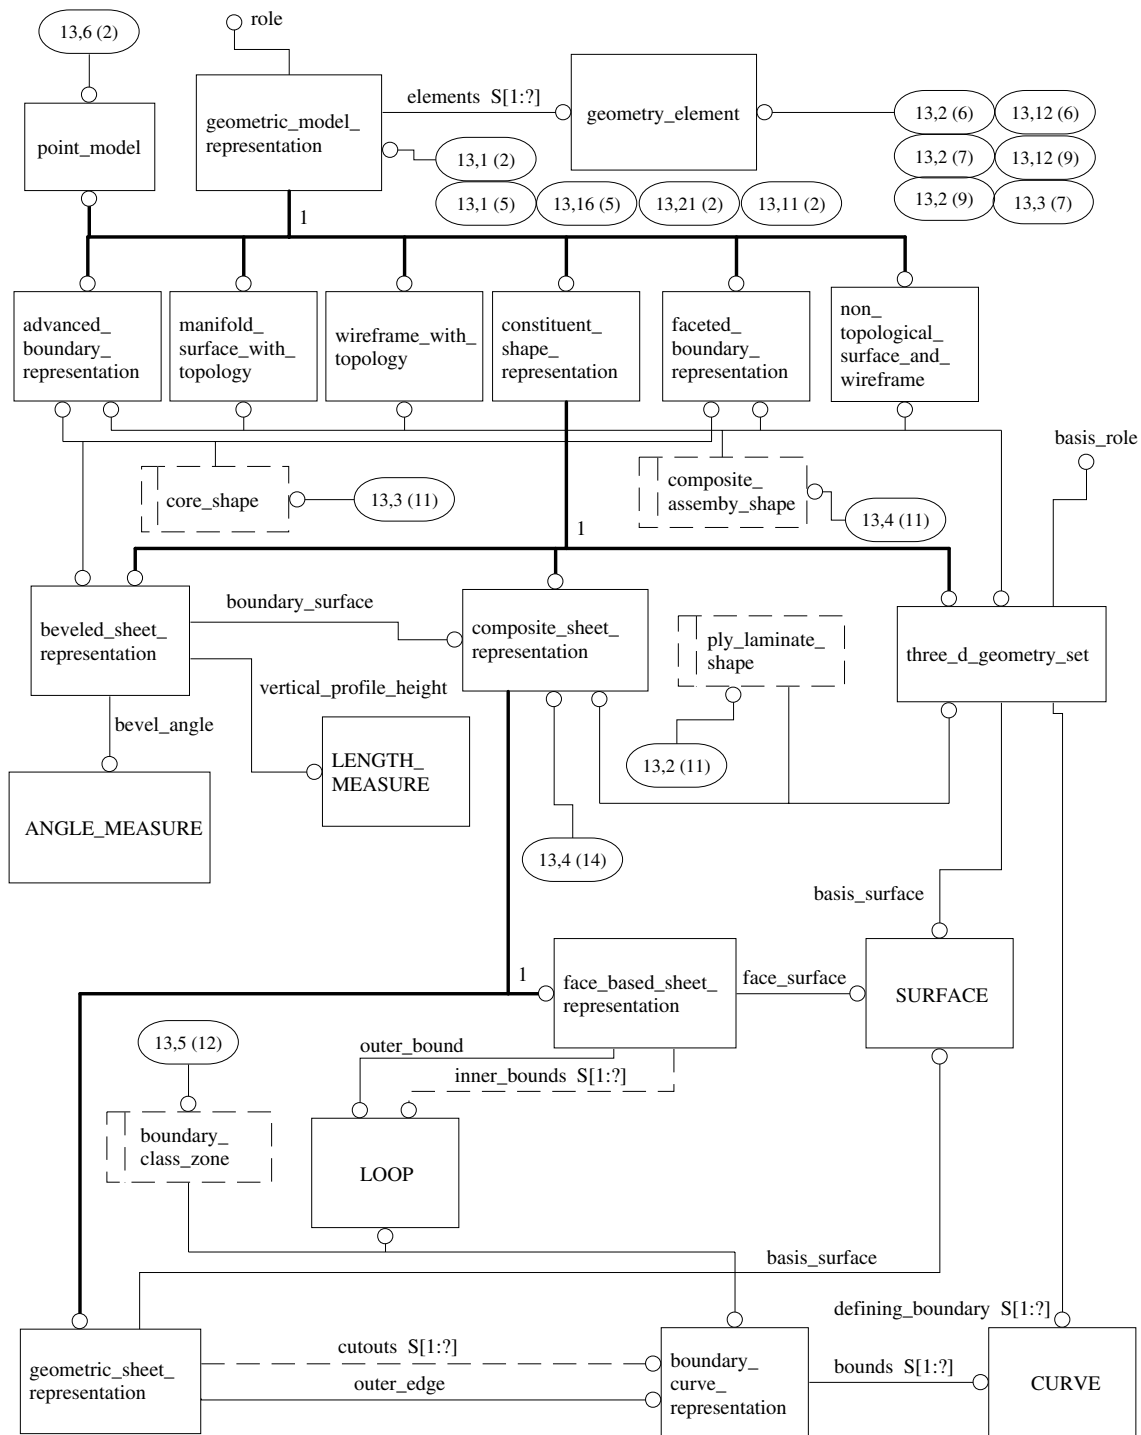 13,6 (2)
role
elements S[1:?]
geometric_model_
representation
geometry_element
point_model
13,2 (6)
13,12 (6)
13,1 (2)
13,2 (7)
13,12 (9)
13,1 (5)
13,16 (5)
13,21 (2)
13,11 (2)
13,2 (9)
13,3 (7)
1
advanced_
boundary_
representation
manifold_
surface_with_
topology
wireframe_with_
topology
constituent_
shape_
representation
faceted_
boundary_
representation
non_
topological_
surface_and_
wireframe
basis_role
core_shape
13,3 (11)
composite_
assemby_shape
13,4 (11)
1
boundary_surface
beveled_sheet_
representation
composite_sheet_
representation
ply_laminate_
shape
three_d_geometry_set
vertical_profile_height
bevel_angle
LENGTH_
MEASURE
13,2 (11)
ANGLE_MEASURE
13,4 (14)
basis_surface
1
face_based_sheet_
representation
face_surface
SURFACE
13,5 (12)
outer_bound
inner_bounds S[1:?]
boundary_
class_zone
LOOP
basis_surface
defining_boundary S[1:?]
geometric_sheet_
representation
cutouts S[1:?]
outer_edge
boundary_
curve_
representation
bounds S[1:?]
CURVE